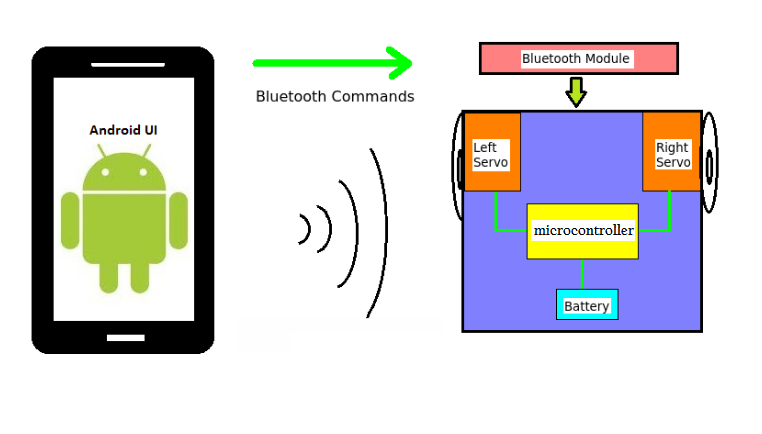 Android UI
Bluetooth Commands
Bluetooth Module
Left
Servo
Right
Servo
microcontroller
Battery